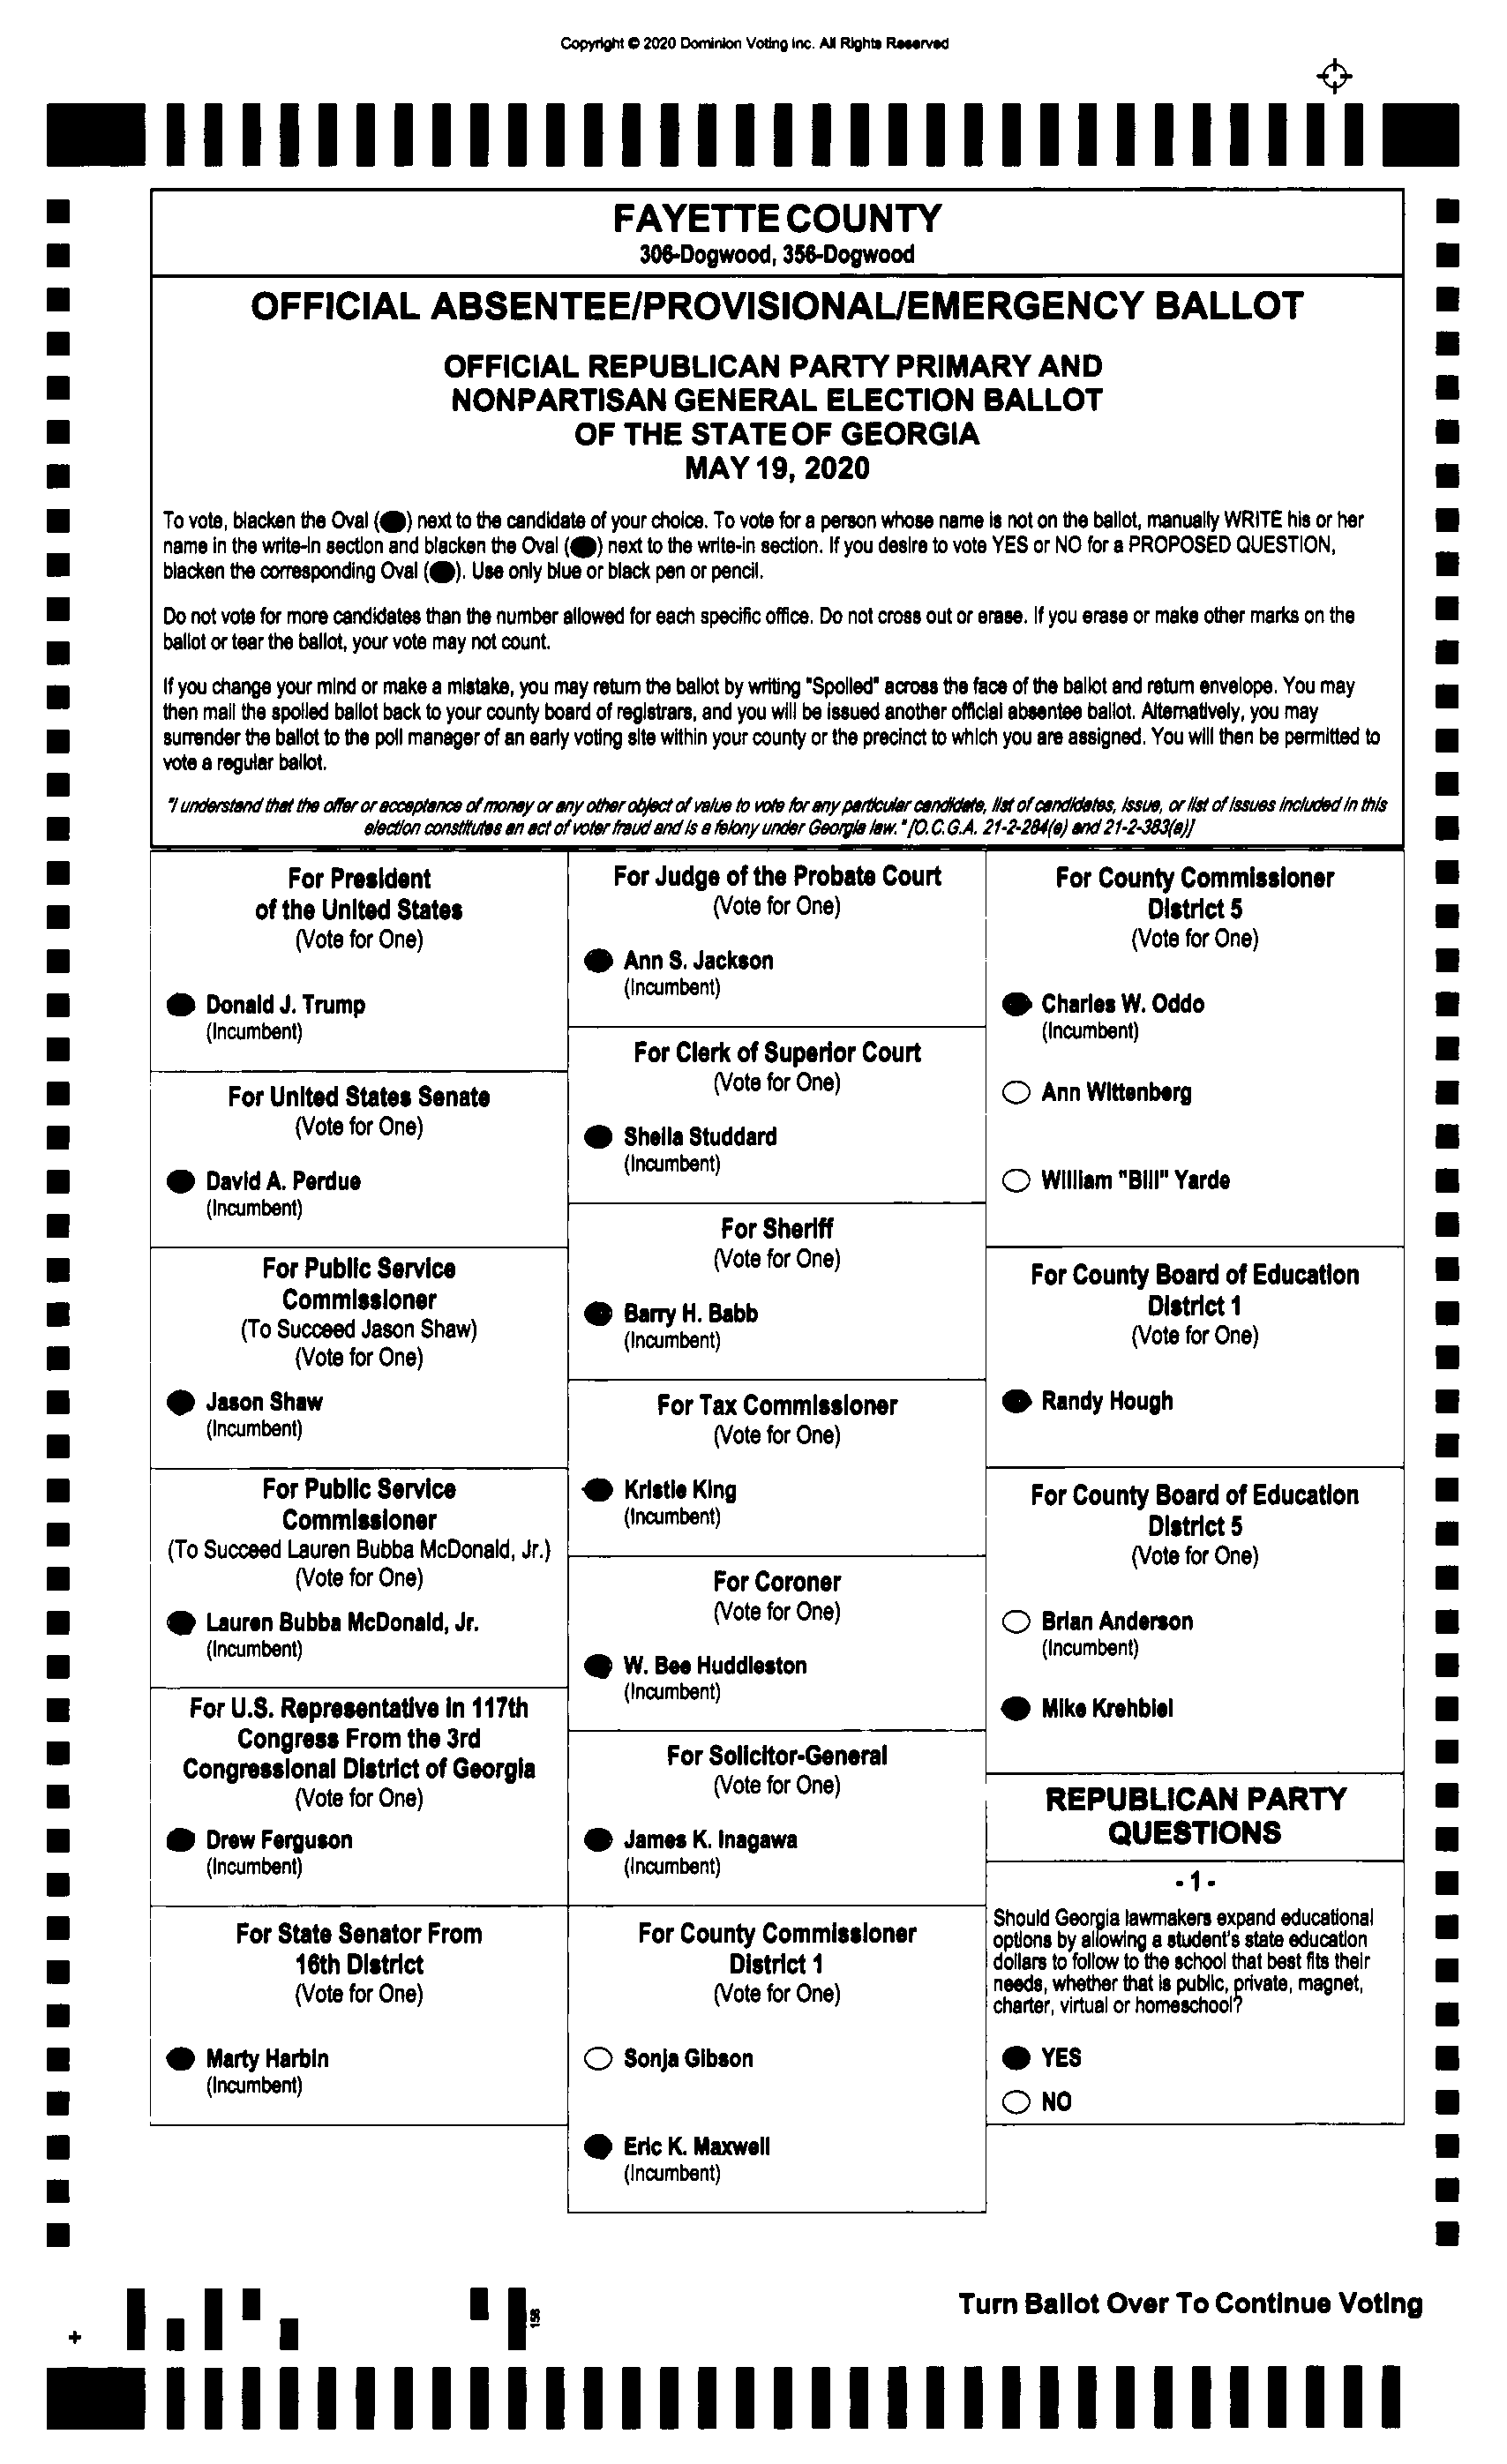 Copyright © 2020 Dominion Voting Inc. All Rights Reserved
FAYETTE COUNTY
306-Dogwood, 356-Dogwood
OFFICIAL ABSENTEE/PROVISIONAL/EMERGENCY BALLOT
OFFICIAL REPUBLICAN PARTY PRIMARY AND
NONPARTISAN GENERAL ELECTION BALLOT
OF THE STATE OF GEORGIA
MAY 19, 2020
To vote, blacken the Oval ( ) next to the candidate of your choice. To vote for a person whose name is not on the ballot, manually WRITE his or her
name in the write-in section and blacken the Oval ( ) next to the write-in section. If you desire to vote YES or NO for a PROPOSED QUESTION,
blacken the corresponding Oval ( ). Use only blue or black pen or pencil.
Do not vote for more candidates than the number allowed for each specific office. Do not cross out or erase. If you erase or make other marks on the
ballot or tear the ballot, your vote may not count.
If you change your mind or make a mistake, you may return the ballot by writing "Spoiled" across the face of the ballot and return envelope. You may
then mail the spoiled ballot back to your county board of registrars, and you will be issued another official absentee ballot. Alternatively, you may
surrender the ballot to the poll manager of an early voting site within your county or the precinct to which you are assigned. You will then be permitted to
vote a regular ballot.
"I understand that the offer or acceptance of money or any other object of value to vote for any particular candidate, list of candidates, issue, or list of issues included in this
election constitutes an act of voter fraud and is a felony under Georgia law." [O.C.G.A. 21-2-284(e) and 21-2-383(a)]
For President
of the United States
(Vote for One)
Donald J. Trump
(Incumbent)
For United States Senate
(Vote for One)
David A. Perdue
(Incumbent)
For Public Service
Commissioner
(To Succeed Jason Shaw)
(Vote for One)
Jason Shaw
(Incumbent)
For Public Service
Commissioner
(To Succeed Lauren Bubba McDonald, Jr.)
(Vote for One)
Lauren Bubba McDonald, Jr.
(Incumbent)
For U.S. Representative in 117th
Congress From the 3rd
Congressional District of Georgia
(Vote for One)
Drew Ferguson
(Incumbent)
For State Senator From
16th District
(Vote for One)
Marty Harbin
(Incumbent)
For Judge of the Probate Court
(Vote for One)
Ann S. Jackson
(Incumbent)
For Clerk of Superior Court
(Vote for One)
Sheila Studdard
(Incumbent)
For Sheriff
(Vote for One)
Barry H. Babb
(Incumbent)
For Tax Commissioner
(Vote for One)
Kristie King
(Incumbent)
For Coroner
(Vote for One)
W. Bee Huddleston
(Incumbent)
For Solicitor-General
(Vote for One)
James K. Inagawa
(Incumbent)
For County Commissioner
District 1
(Vote for One)
Sonja Gibson
Eric K. Maxwell
(Incumbent)
For County Commissioner
District 5
(Vote for One)
Charles W. Oddo
(Incumbent)
Ann Wittenberg
William "Bill" Yarde
For County Board of Education
District 1
(Vote for One)
Randy Hough
For County Board of Education
District 5
(Vote for One)
Brian Anderson
(Incumbent)
Mike Krehbiel
REPUBLICAN PARTY
QUESTIONS
- 1 -
Should Georgia lawmakers expand educational
options by allowing a student's state education
dollars to follow to the school that best fits their
needs, whether that is public, private, magnet,
charter, virtual or homeschool?
YES
NO
Turn Ballot Over To Continue Voting
158